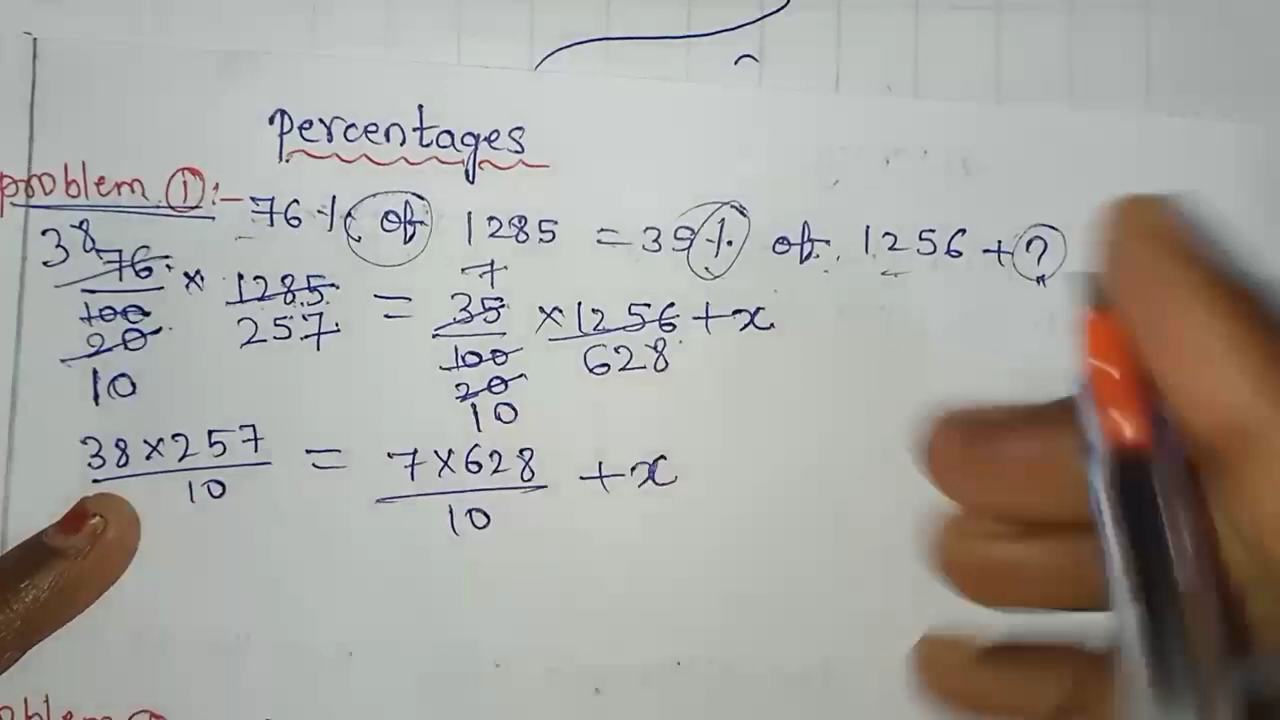 Percentages
problem ①:- 76% of 1285 = 35% of 1256 + ?
38
76/100 × 1285 = 35/100 × 1256 + x
7
20 257 20 628
10 10
38×257/10 = 7×628/10 + x